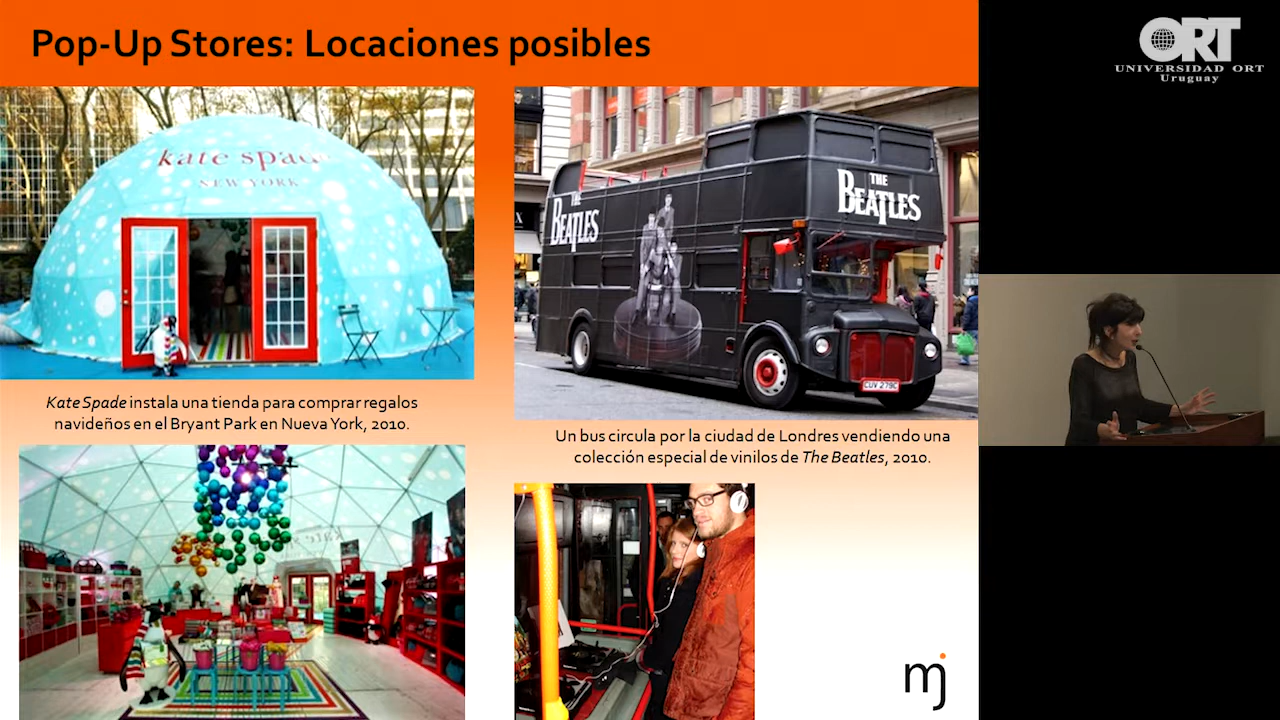 Pop-Up Stores: Locaciones posibles
kate spade
NEW YORK
Kate Spade instala una tienda para comprar regalos
navideños en el Bryant Park en Nueva York, 2010.
THE
BEATLES
THE
BEATLES
CUV 279C
Un bus circula por la ciudad de Londres vendiendo una
colección especial de vinilos de The Beatles, 2010.
mj
ORT
UNIVERSIDAD ORT
Uruguay